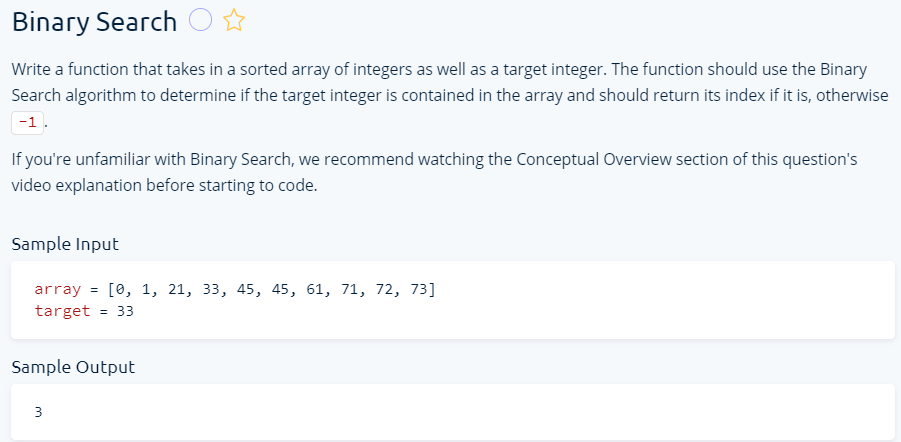 Binary Search
Write a function that takes in a sorted array of integers as well as a target integer. The function should use the Binary
Search algorithm to determine if the target integer is contained in the array and should return its index if it is, otherwise
-1 .
If you're unfamiliar with Binary Search, we recommend watching the Conceptual Overview section of this question's
video explanation before starting to code.
Sample Input
array = [0, 1, 21, 33, 45, 45, 61, 71, 72, 73]
target = 33
Sample Output
3